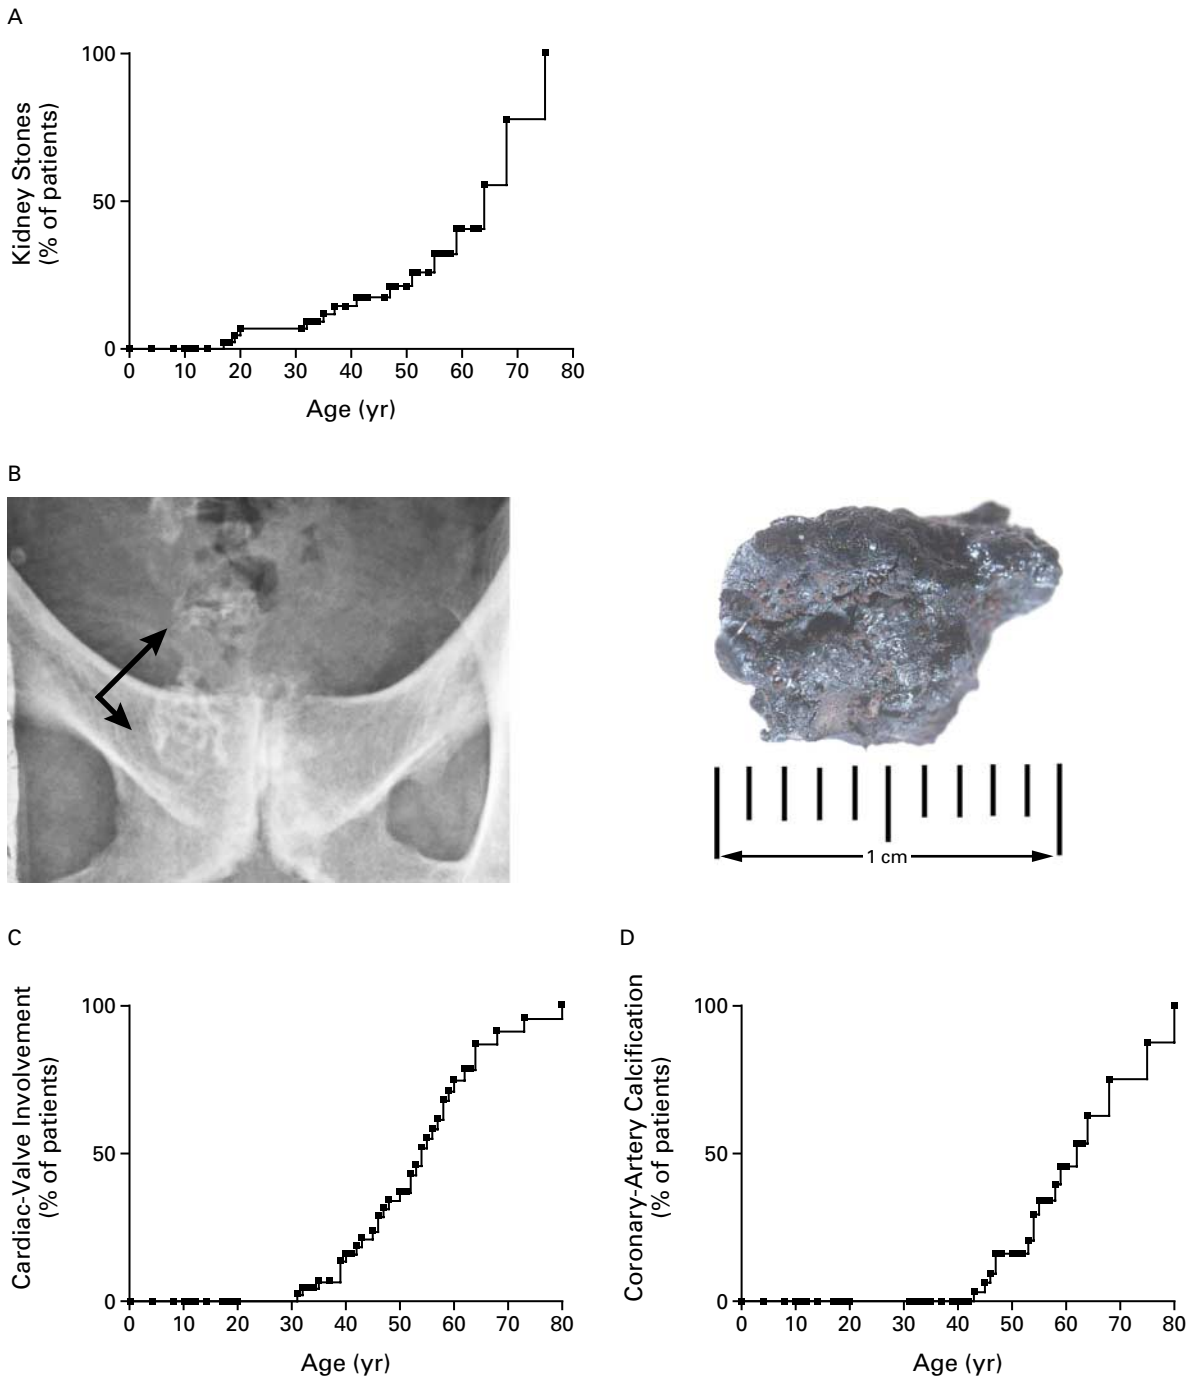 A
Kidney Stones
(% of patients)
100
50
0
0 10 20 30 40 50 60 70 80
Age (yr)
B
1 cm
C
Cardiac-Valve Involvement
(% of patients)
100
50
0
0 10 20 30 40 50 60 70 80
Age (yr)
D
Coronary-Artery Calcification
(% of patients)
100
50
0
0 10 20 30 40 50 60 70 80
Age (yr)